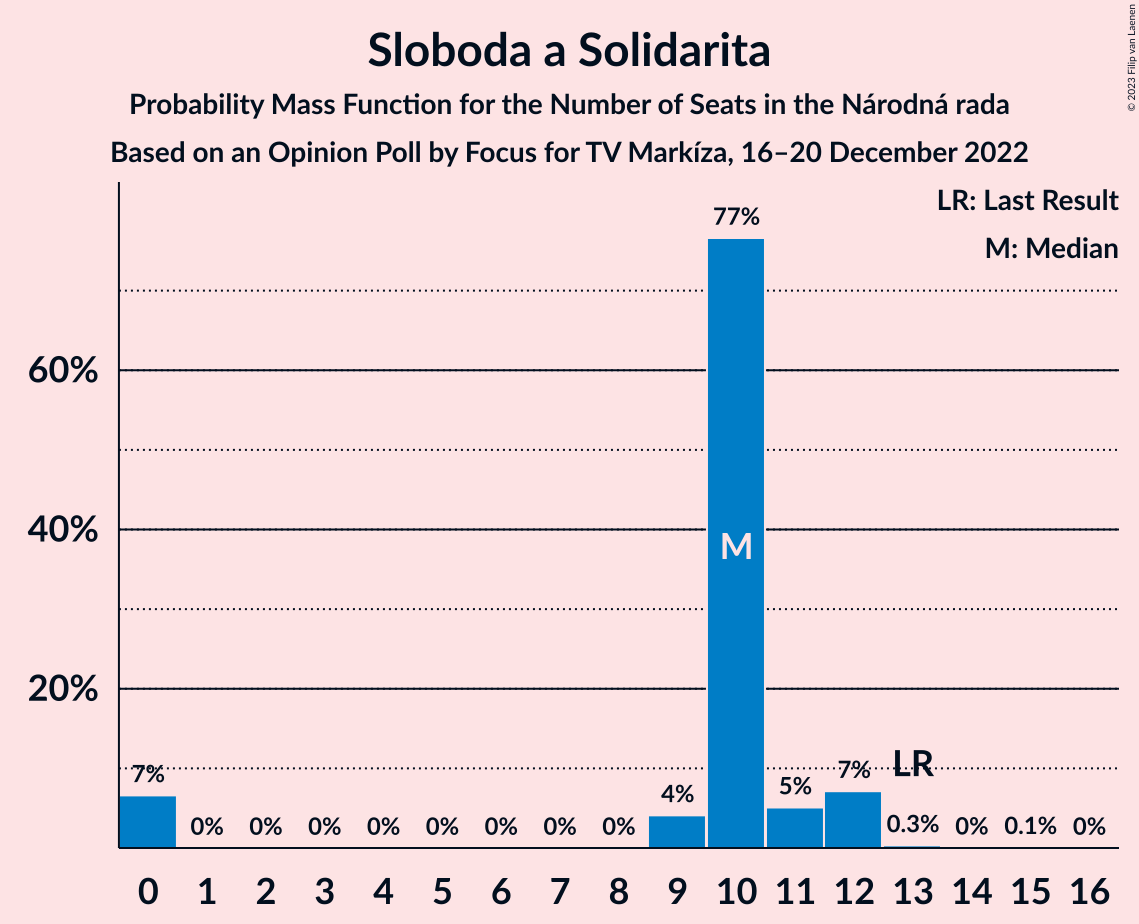 Sloboda a Solidarita
Probability Mass Function for the Number of Seats in the Národná rada
Based on an Opinion Poll by Focus for TV Markíza, 16–20 December 2022
© 2023 Filip van Laenen
LR: Last Result
M: Median
77%
60%
40%
M
20%
LR
7% 0% 0% 0% 0% 0% 0% 0% 0% 4% 5% 7% 0.3% 0% 0.1% 0%
0 1 2 3 4 5 6 7 8 9 10 11 12 13 14 15 16